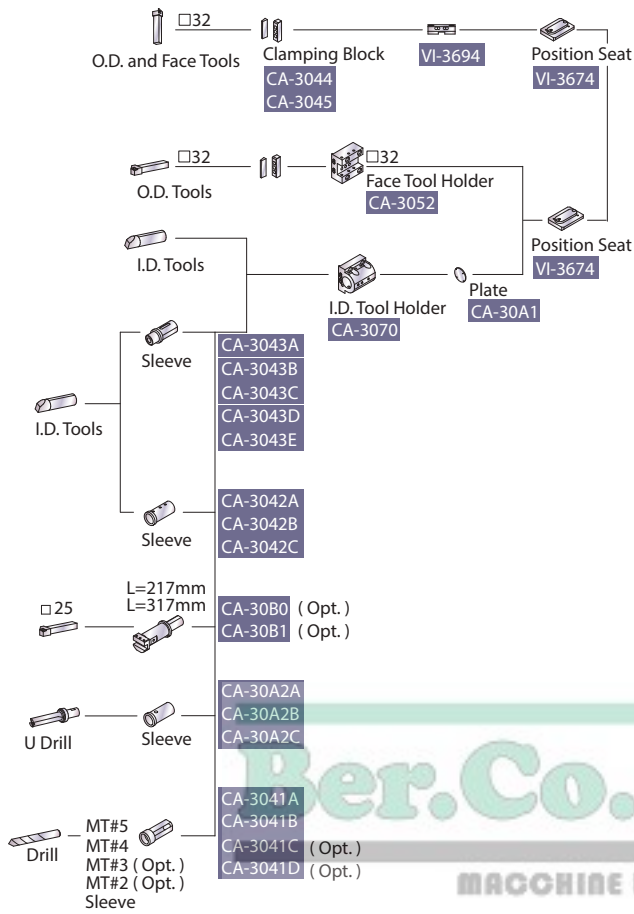 □32
O.D. and Face Tools
Clamping Block
CA-3044
CA-3045
VI-3694
Position Seat
VI-3674
□32
O.D. Tools
□32
Face Tool Holder
CA-3052
Position Seat
VI-3674
I.D. Tools
I.D. Tool Holder
CA-3070
Plate
CA-30A1
Sleeve
CA-3043A
CA-3043B
CA-3043C
CA-3043D
CA-3043E
I.D. Tools
Sleeve
CA-3042A
CA-3042B
CA-3042C
□25
L=217mm
L=317mm
CA-30B0 ( Opt. )
CA-30B1 ( Opt. )
U Drill
Sleeve
CA-30A2A
CA-30A2B
CA-30A2C
Drill
MT#5
MT#4
MT#3 ( Opt. )
MT#2 ( Opt. )
Sleeve
CA-3041A
CA-3041B
CA-3041C ( Opt. )
CA-3041D ( Opt. )
Ber.Co.
MACCHINE